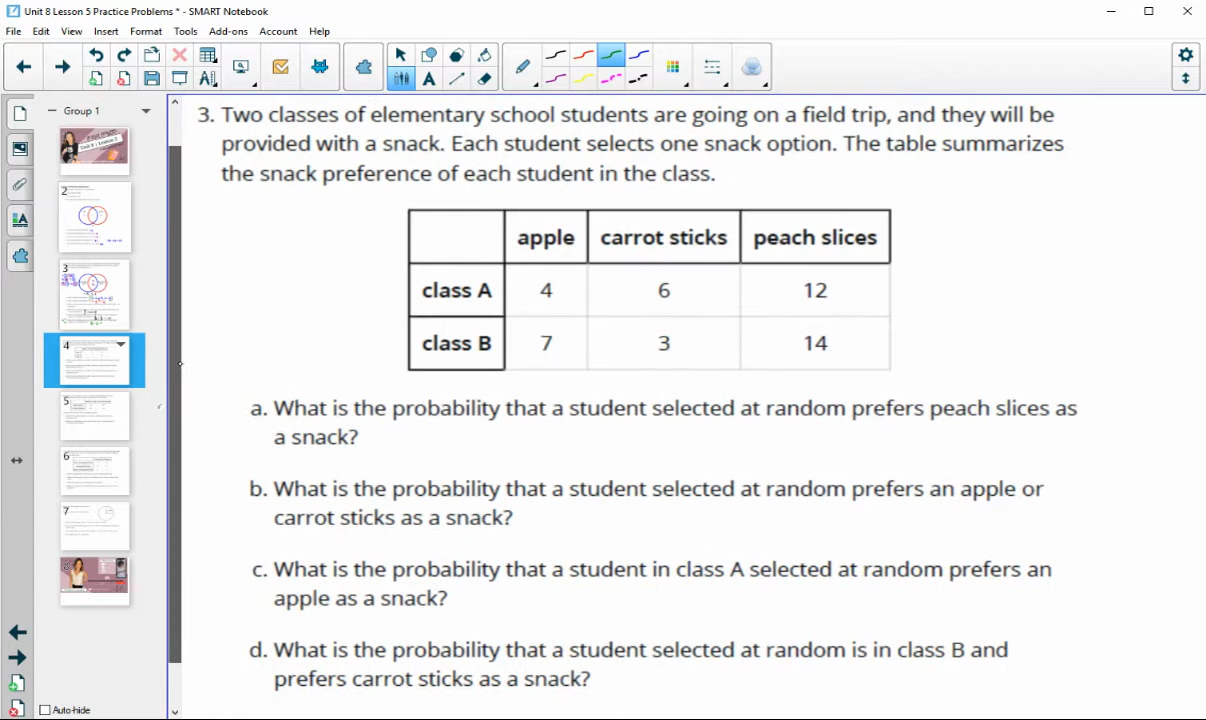 Unit 8 Lesson 5 Practice Problems * - SMART Notebook
File Edit View Insert Format Tools Add-ons Account Help
Group 1
3. Two classes of elementary school students are going on a field trip, and they will be
provided with a snack. Each student selects one snack option. The table summarizes
the snack preference of each student in the class.
apple carrot sticks peach slices
class A 4 6 12
class B 7 3 14
a. What is the probability that a student selected at random prefers peach slices as
a snack?
b. What is the probability that a student selected at random prefers an apple or
carrot sticks as a snack?
c. What is the probability that a student in class A selected at random prefers an
apple as a snack?
d. What is the probability that a student selected at random is in class B and
prefers carrot sticks as a snack?
2
3
4
5
6
7
Auto-hide